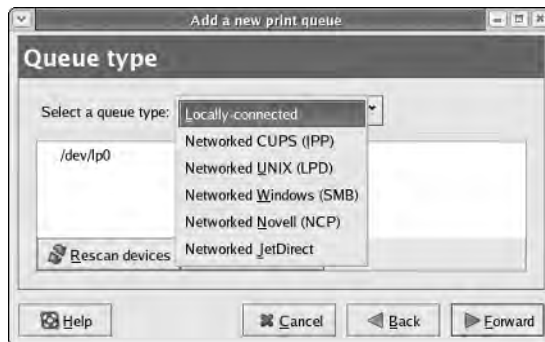 Add a new print queue
Queue type
Select a queue type:
Locally-connected
Networked CUPS (IPP)
/dev/lp0
Networked UNIX (LPD)
Networked Windows (SMB)
Networked Novell (NCP)
Networked JetDirect
Rescan devices
Help
Cancel
Back
Forward